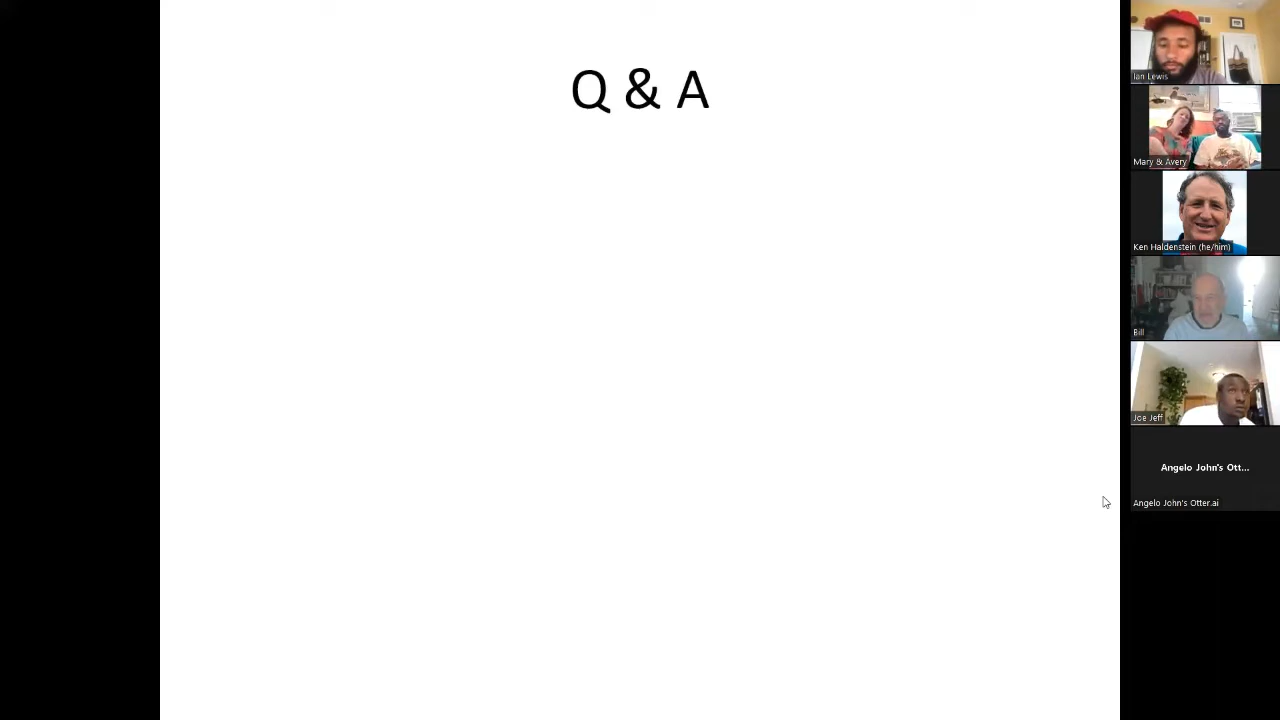 Q & A
Ian Lewis
Mary & Avery
Ken Haldenstein (he/him)
Bill
Joe Jeff
Angelo John's Ott...
Angelo John's Otter.ai